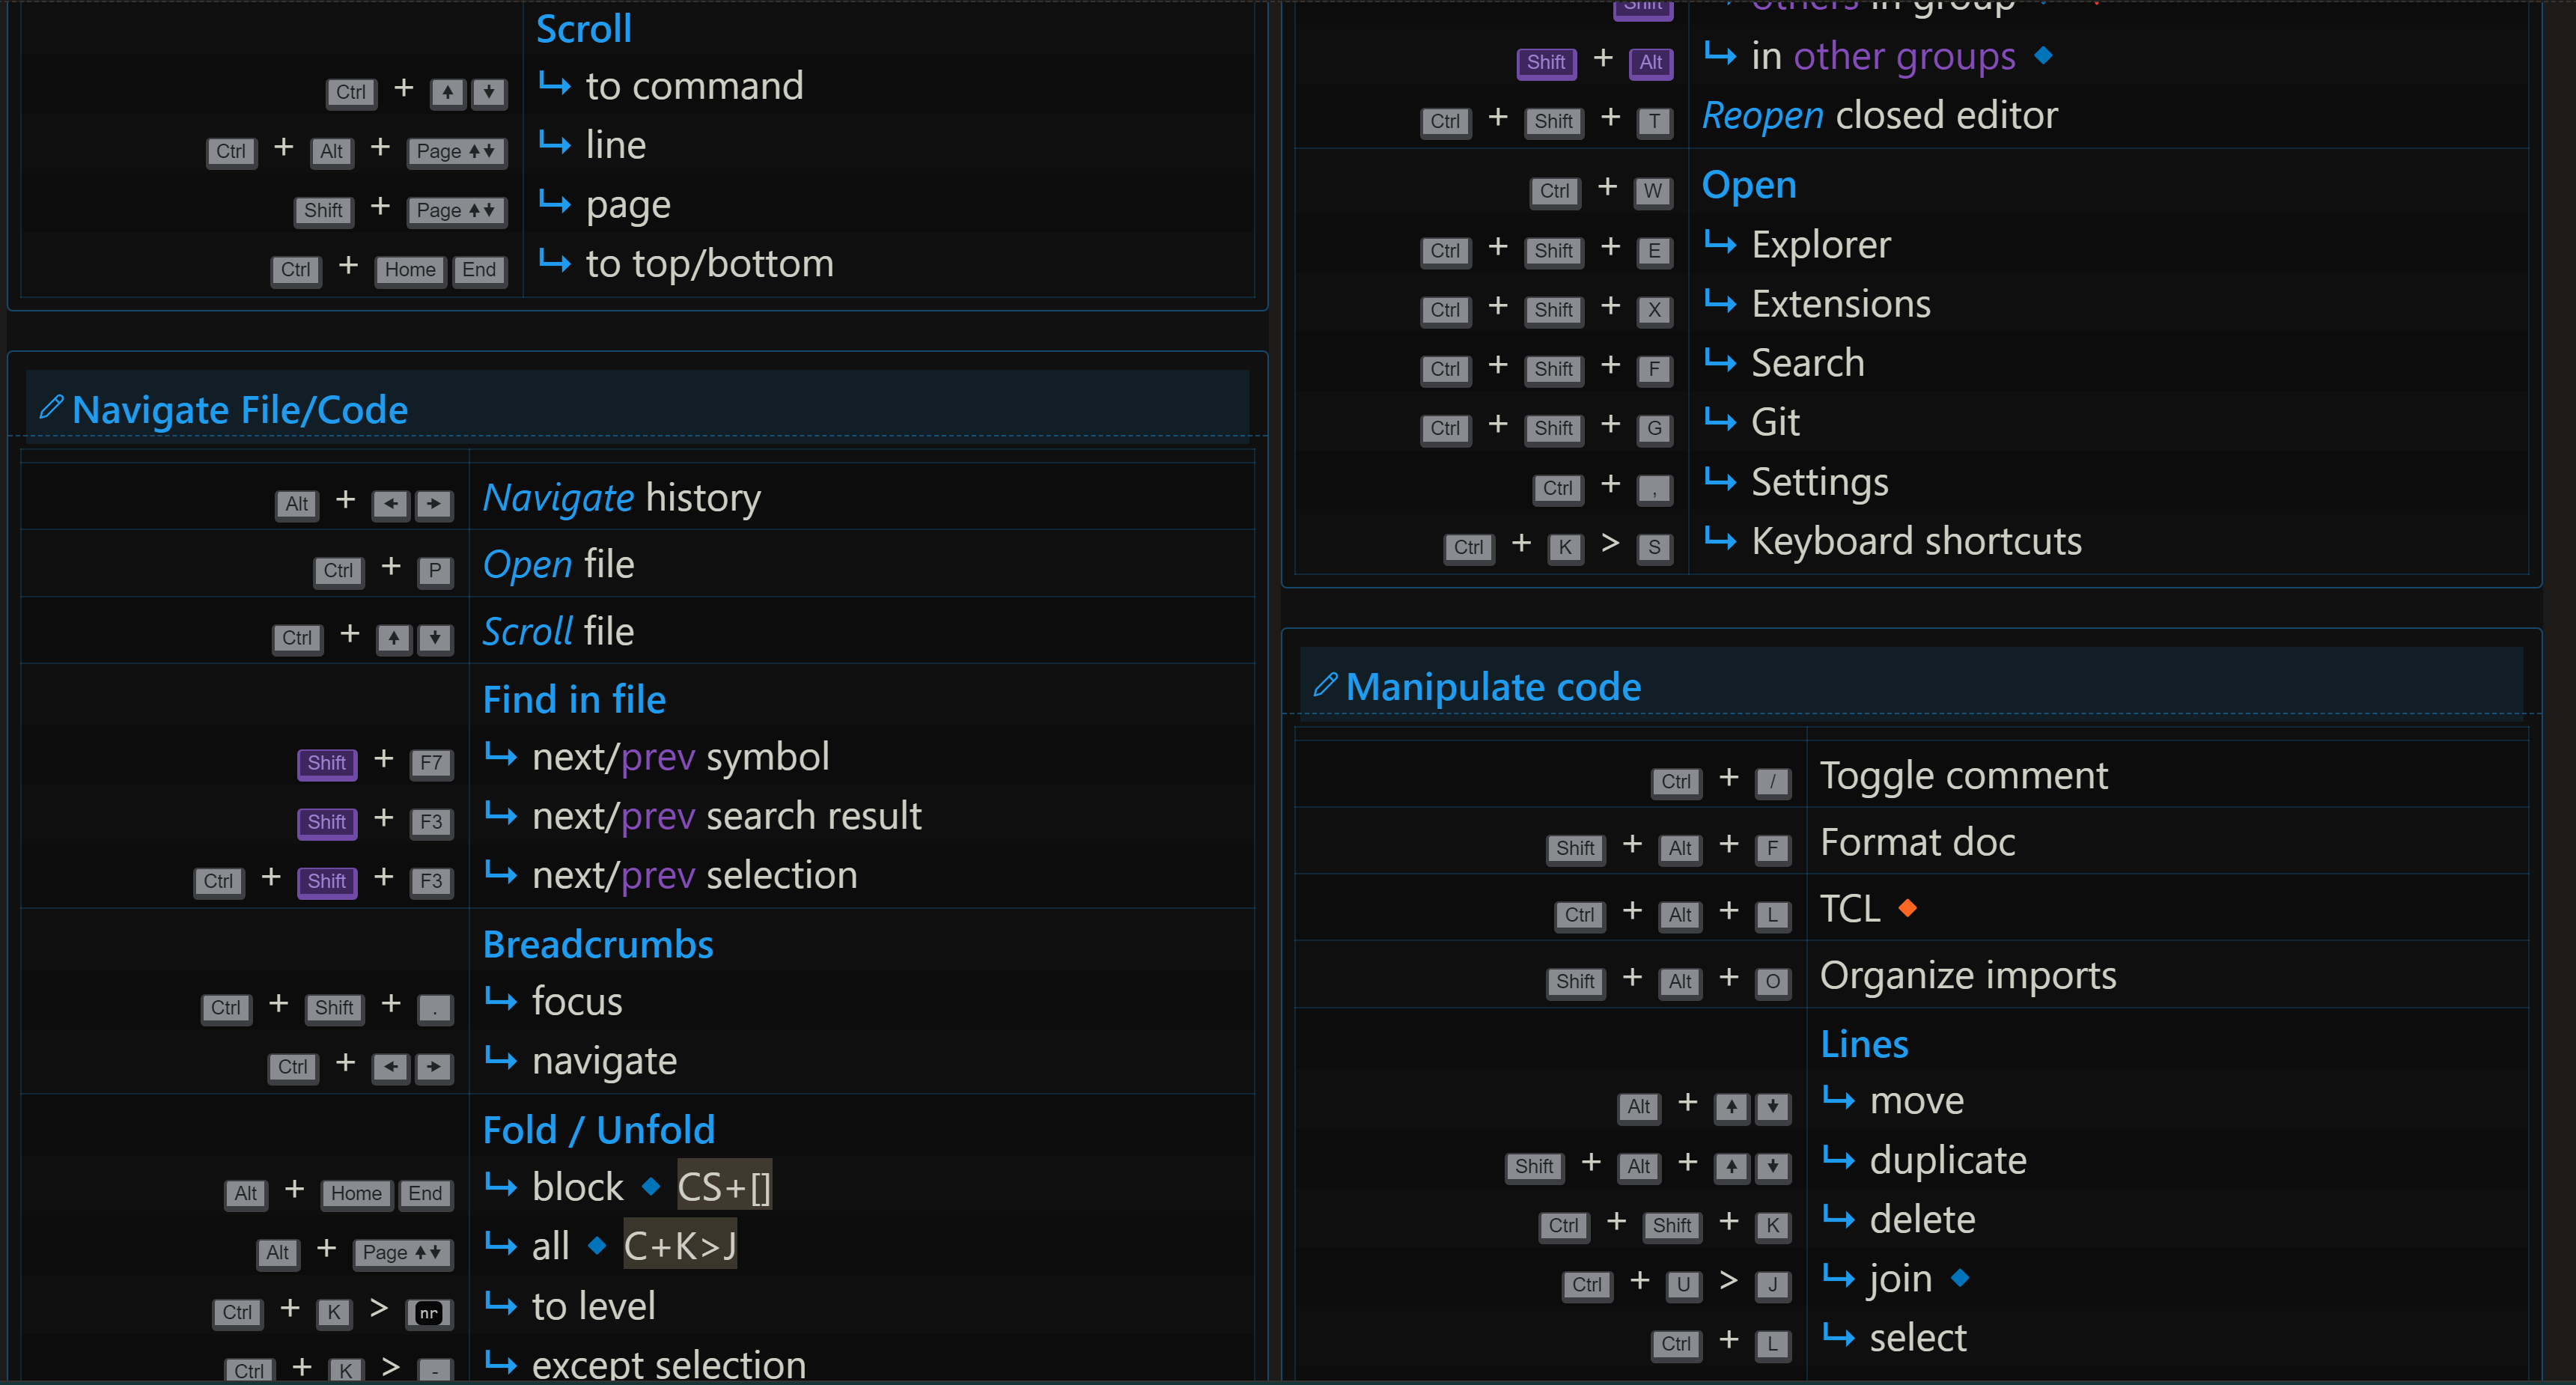 Scroll
Ctrl + ↑ ↓ ↳ to command
Ctrl + Alt + Page ↑↓ ↳ line
Shift + Page ↑↓ ↳ page
Ctrl + Home End ↳ to top/bottom
Navigate File/Code
Alt + ← → Navigate history
Ctrl + P Open file
Ctrl + ↑ ↓ Scroll file
Find in file
Shift + F7 ↳ next/prev symbol
Shift + F3 ↳ next/prev search result
Ctrl + Shift + F3 ↳ next/prev selection
Breadcrumbs
Ctrl + Shift + . ↳ focus
Ctrl + ← → ↳ navigate
Fold / Unfold
Alt + Home End ↳ block ◆ CS+[]
Alt + Page ↑↓ ↳ all ◆ C+K>J
Ctrl + K > nr ↳ to level
Ctrl + K > - ↳ except selection
Shift ↳ others in group
Shift + Alt ↳ in other groups ◆
Ctrl + Shift + T Reopen closed editor
Ctrl + W Open
Ctrl + Shift + E ↳ Explorer
Ctrl + Shift + X ↳ Extensions
Ctrl + Shift + F ↳ Search
Ctrl + Shift + G ↳ Git
Ctrl + , ↳ Settings
Ctrl + K > S ↳ Keyboard shortcuts
Manipulate code
Ctrl + / Toggle comment
Shift + Alt + F Format doc
Ctrl + Alt + L TCL ◆
Shift + Alt + O Organize imports
Lines
Alt + ↑ ↓ ↳ move
Shift + Alt + ↑ ↓ ↳ duplicate
Ctrl + Shift + K ↳ delete
Ctrl + U > J ↳ join ◆
Ctrl + L ↳ select